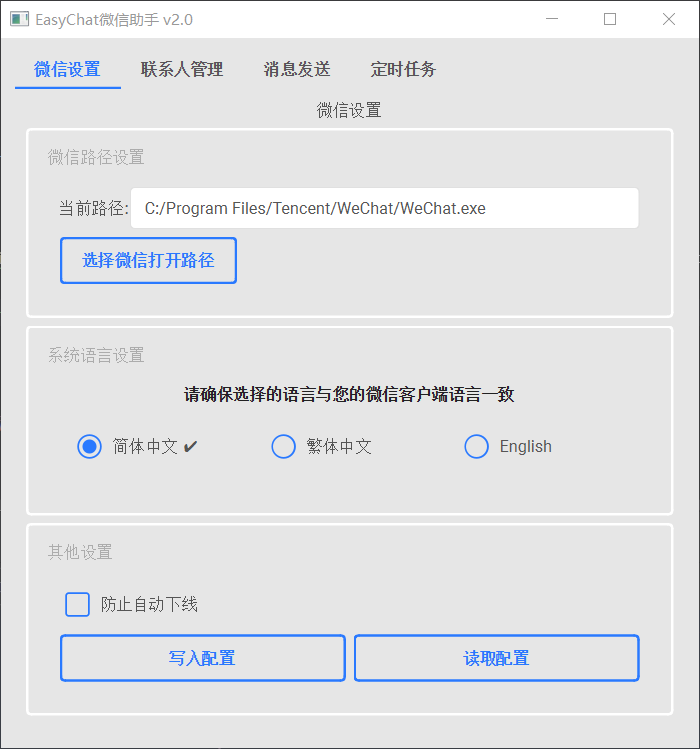 EasyChat微信助手 v2.0
微信设置 联系人管理 消息发送 定时任务
微信设置
微信路径设置
当前路径: C:/Program Files/Tencent/WeChat/WeChat.exe
选择微信打开路径
系统语言设置
请确保选择的语言与您的微信客户端语言一致
简体中文 ✔ 繁体中文 English
其他设置
防止自动下线
写入配置 读取配置